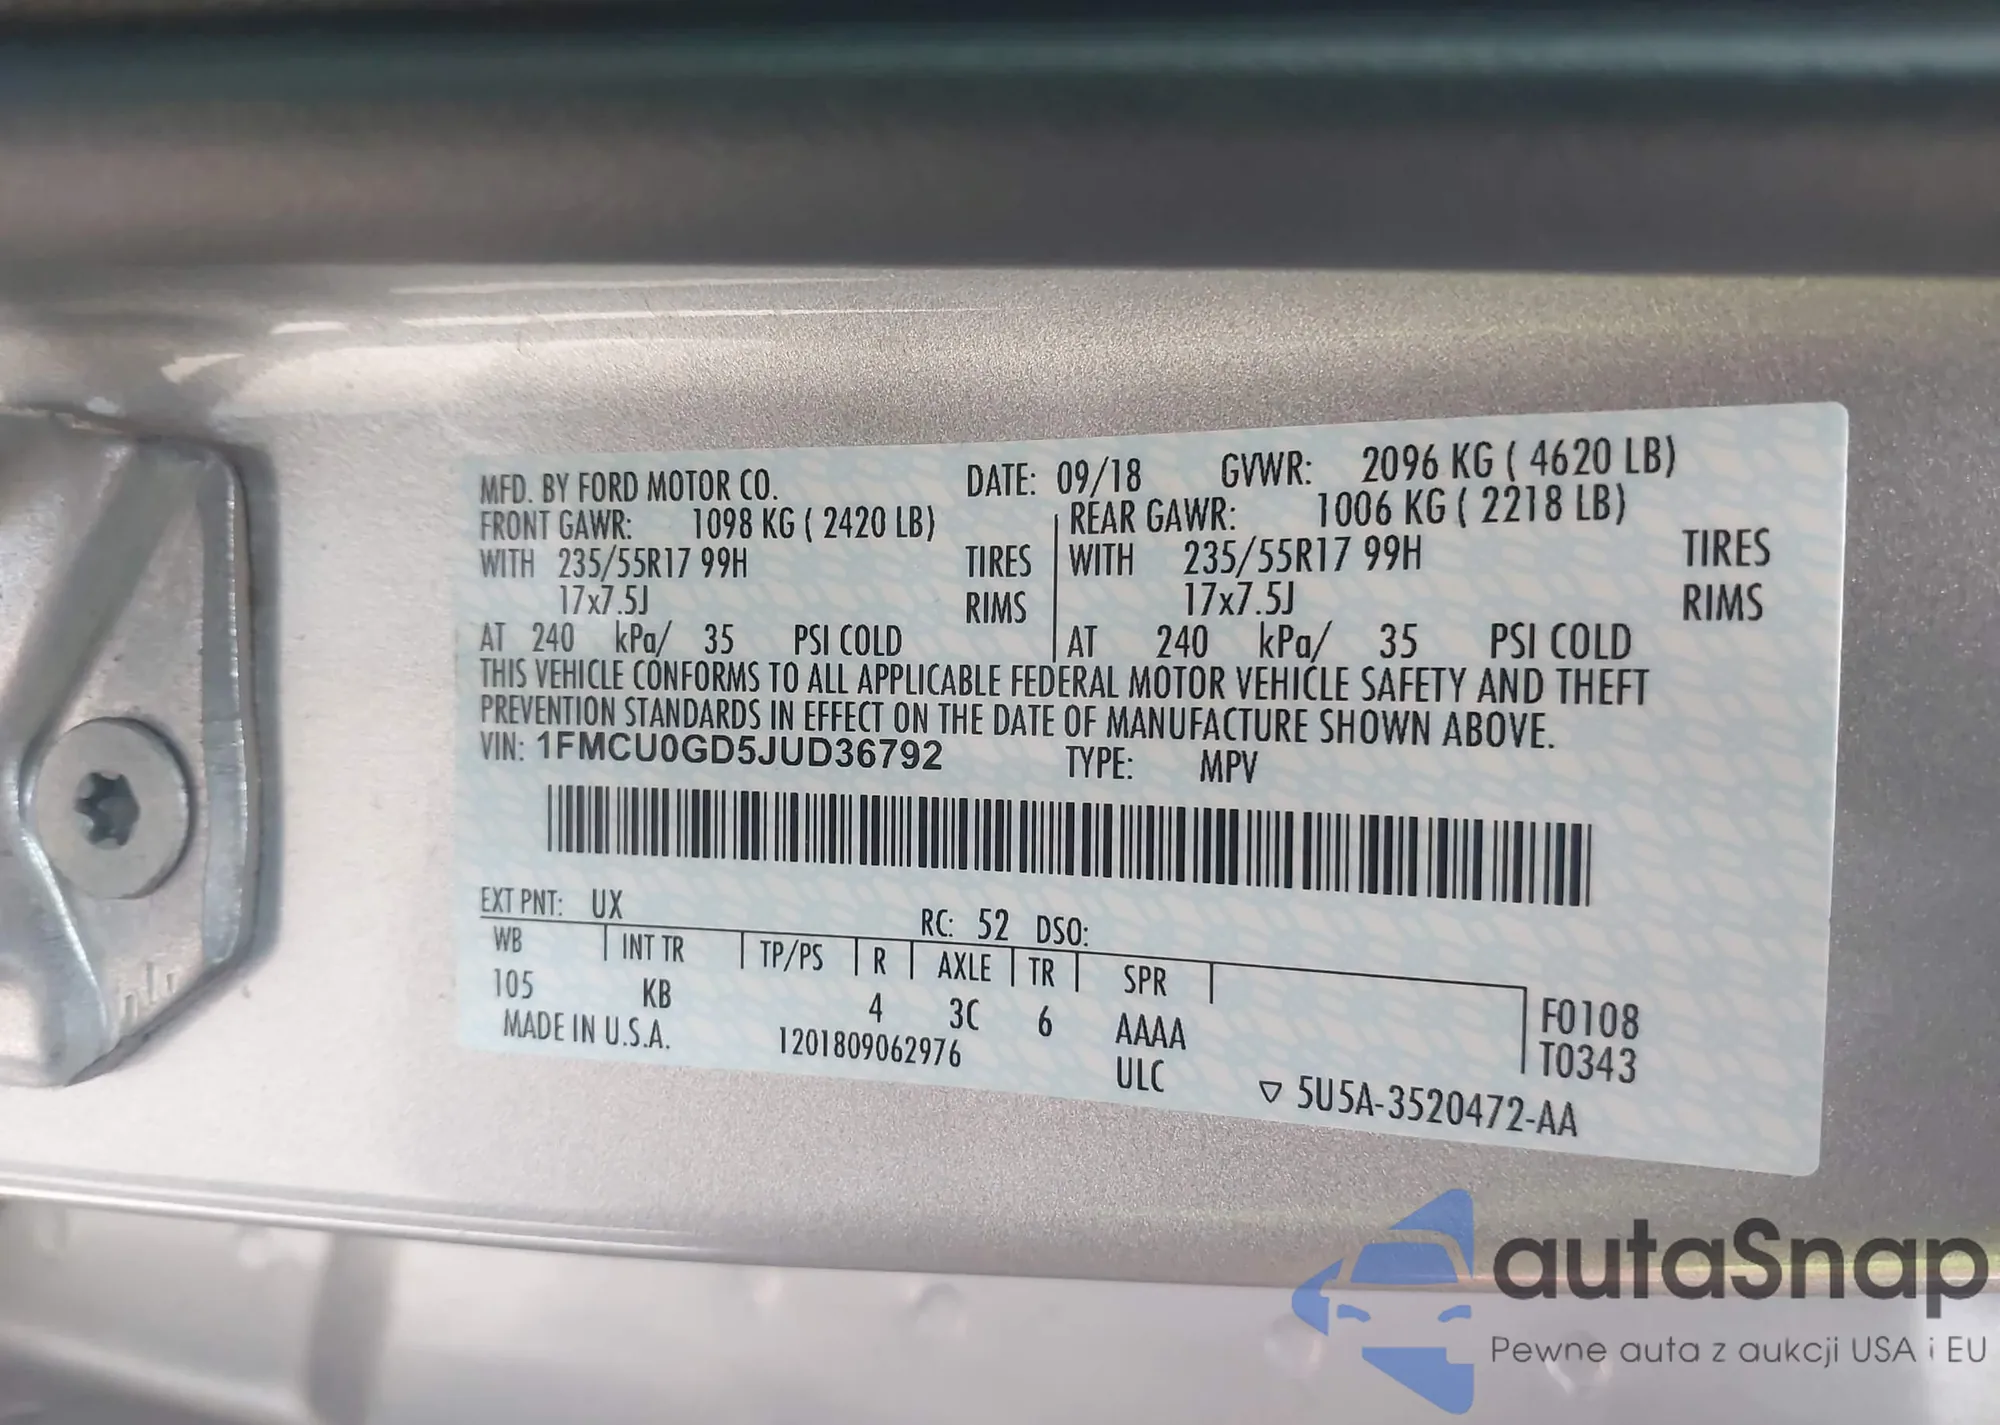 MFD. BY FORD MOTOR CO. DATE: 09/18 GVWR: 2096 KG ( 4620 LB)
FRONT GAWR: 1098 KG ( 2420 LB) REAR GAWR: 1006 KG ( 2218 LB)
WITH 235/55R17 99H TIRES WITH 235/55R17 99H TIRES
17x7.5J RIMS 17x7.5J RIMS
AT 240 kPa/ 35 PSI COLD AT 240 kPa/ 35 PSI COLD
THIS VEHICLE CONFORMS TO ALL APPLICABLE FEDERAL MOTOR VEHICLE SAFETY AND THEFT
PREVENTION STANDARDS IN EFFECT ON THE DATE OF MANUFACTURE SHOWN ABOVE.
VIN: 1FMCU0GD5JUD36792 TYPE: MPV
EXT PNT: UX RC: 52 DSO:
WB INT TR TP/PS R AXLE TR SPR
105 KB 4 3C 6 AAAA F0108
MADE IN U.S.A. 1201809062976 ULC T0343
▽ 5U5A-3520472-AA
autaSnap
Pewne auta z aukcji USA i EU